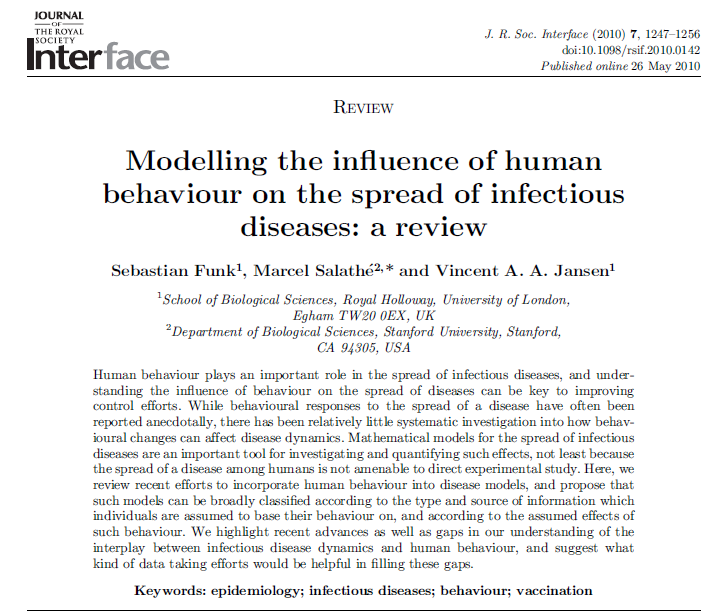 JOURNAL
OF
THE ROYAL
SOCIETY
Interface
J. R. Soc. Interface (2010) 7, 1247–1256
doi:10.1098/rsif.2010.0142
Published online 26 May 2010
REVIEW
Modelling the influence of human
behaviour on the spread of infectious
diseases: a review
Sebastian Funk1, Marcel Salathé2,* and Vincent A. A. Jansen1
1School of Biological Sciences, Royal Holloway, University of London,
Egham TW20 0EX, UK
2Department of Biological Sciences, Stanford University, Stanford,
CA 94305, USA
Human behaviour plays an important role in the spread of infectious diseases, and under-
standing the influence of behaviour on the spread of diseases can be key to improving
control efforts. While behavioural responses to the spread of a disease have often been
reported anecdotally, there has been relatively little systematic investigation into how behav-
ioural changes can affect disease dynamics. Mathematical models for the spread of infectious
diseases are an important tool for investigating and quantifying such effects, not least because
the spread of a disease among humans is not amenable to direct experimental study. Here, we
review recent efforts to incorporate human behaviour into disease models, and propose that
such models can be broadly classified according to the type and source of information which
individuals are assumed to base their behaviour on, and according to the assumed effects of
such behaviour. We highlight recent advances as well as gaps in our understanding of the
interplay between infectious disease dynamics and human behaviour, and suggest what
kind of data taking efforts would be helpful in filling these gaps.
Keywords: epidemiology; infectious diseases; behaviour; vaccination